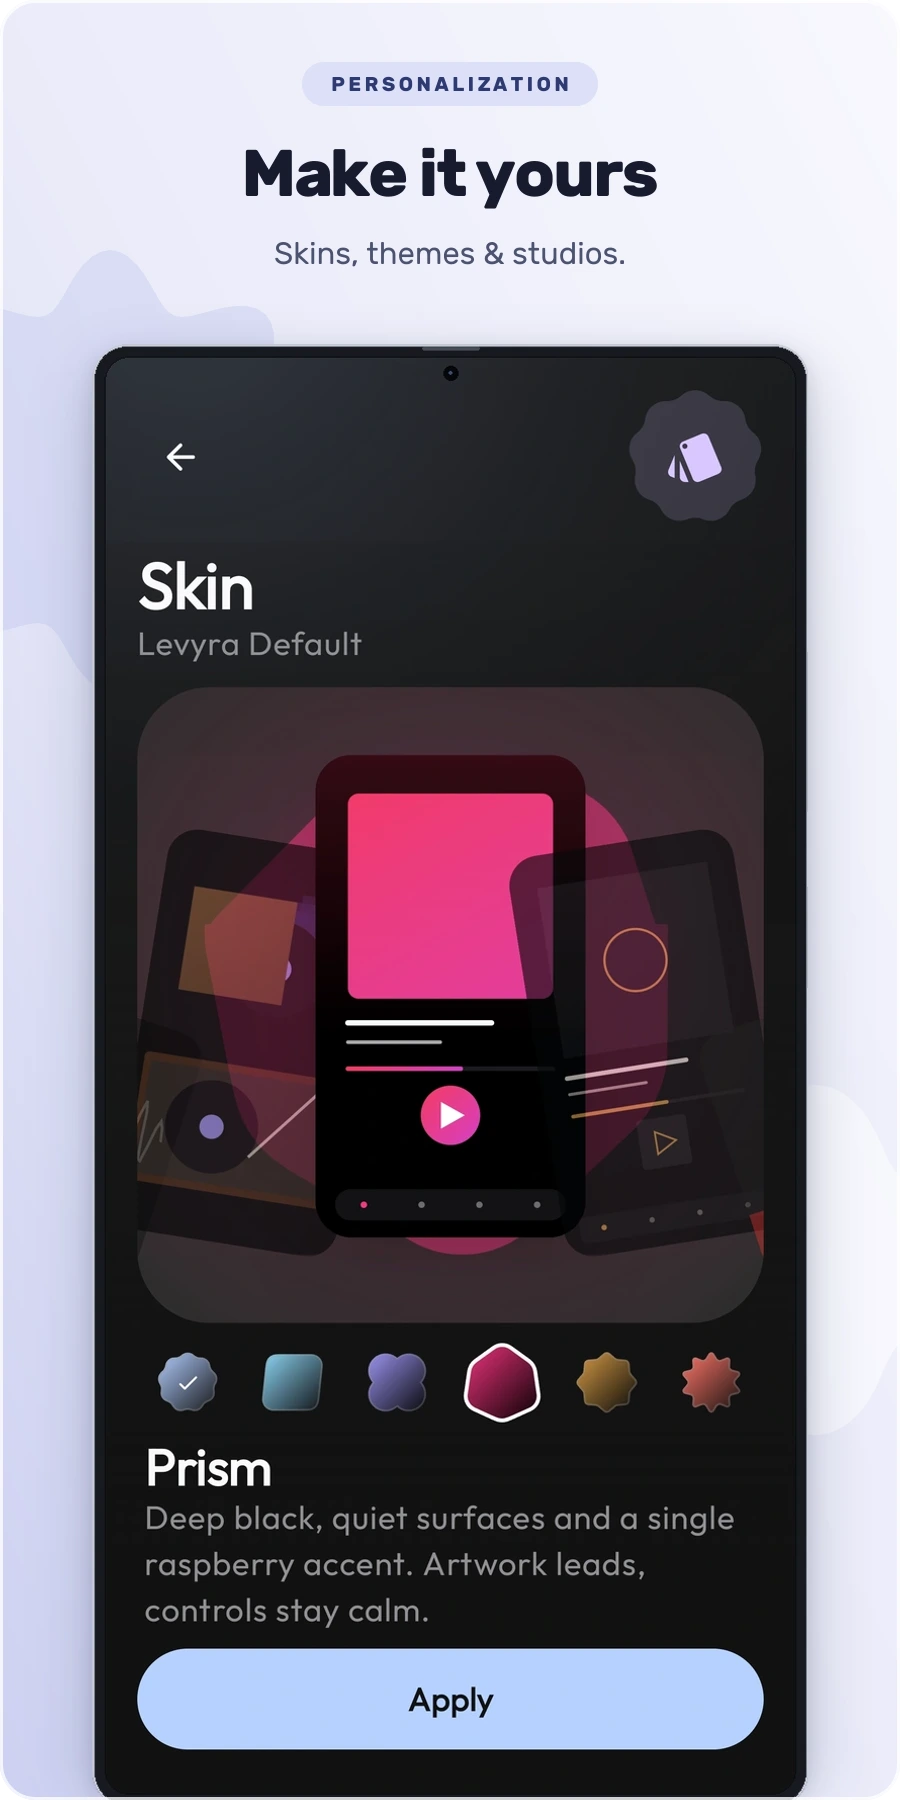 PERSONALIZATION
Make it yours
Skins, themes & studios.
Skin
Levyra Default
Prism
Deep black, quiet surfaces and a single
raspberry accent. Artwork leads,
controls stay calm.
Apply